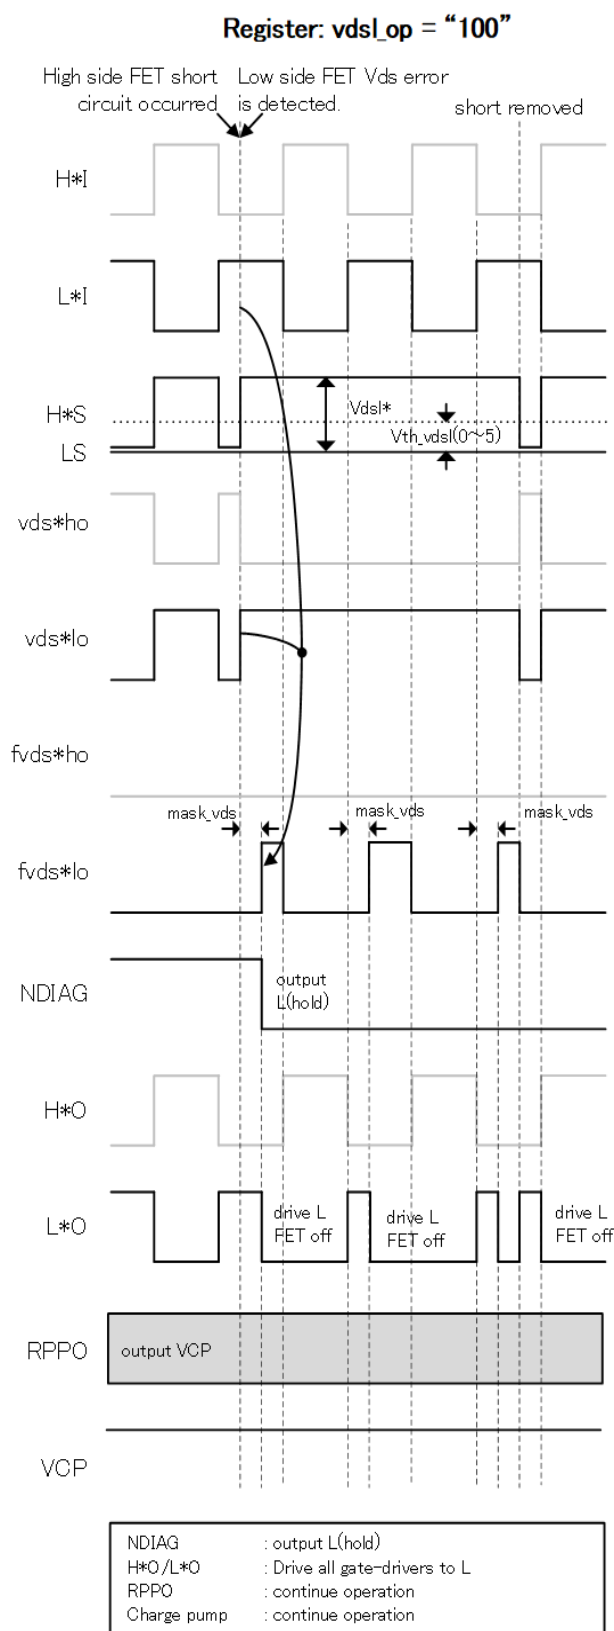 Register: vdsl_op = “100”
High side FET short
circuit occurred
Low side FET Vds error
is detected.
short removed
H*I
L*I
H*S
Vdsl*
Vth_vdsl(0～5)
LS
vds*ho
vds*lo
fvds*ho
mask_vds
mask_vds
mask_vds
fvds*lo
NDIAG
output
L(hold)
H*O
L*O
drive L
FET off
drive L
FET off
drive L
FET off
RPPO
output VCP
VCP
NDIAG : output L(hold)
H*O/L*O : Drive all gate-drivers to L
RPPO : continue operation
Charge pump : continue operation